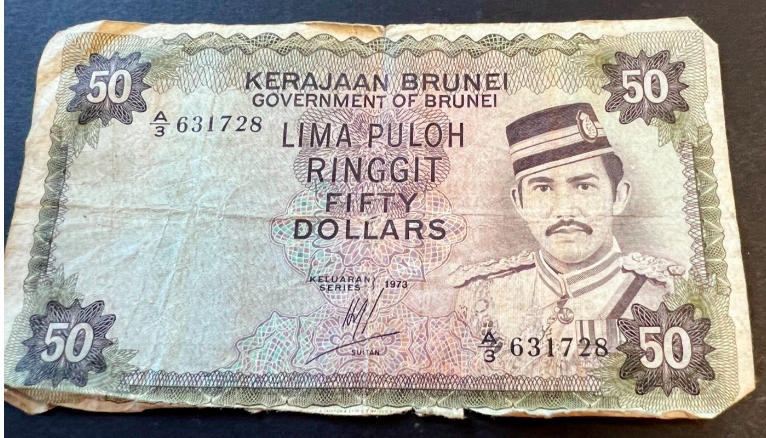 50
50
KERAJAAN BRUNEI
GOVERNMENT OF BRUNEI
A/3 631728
LIMA PULOH
RINGGIT
FIFTY
DOLLARS
KELUARAN
SERIES 1973
SULTAN
A/3 631728
50
50